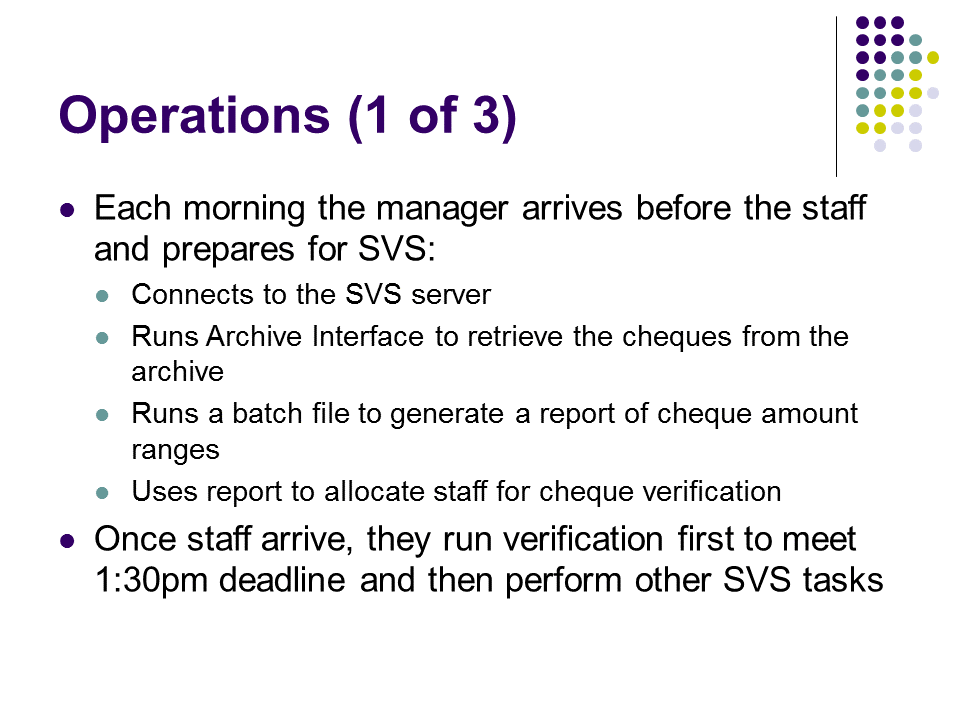 Operations (1 of 3)
Each morning the manager arrives before the staff
and prepares for SVS:
Connects to the SVS server
Runs Archive Interface to retrieve the cheques from the
archive
Runs a batch file to generate a report of cheque amount
ranges
Uses report to allocate staff for cheque verification
Once staff arrive, they run verification first to meet
1:30pm deadline and then perform other SVS tasks